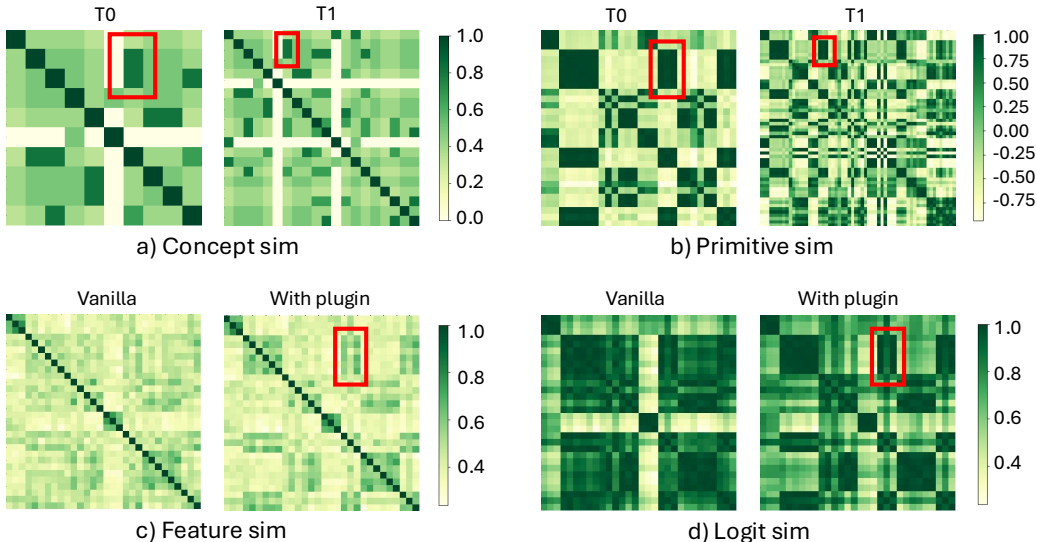 T0
T1
1.0
0.8
0.6
0.4
0.2
0.0
a) Concept sim
T0
T1
1.00
0.75
0.50
0.25
0.00
-0.25
-0.50
-0.75
b) Primitive sim
Vanilla
With plugin
1.0
0.8
0.6
0.4
c) Feature sim
Vanilla
With plugin
1.0
0.8
0.6
0.4
d) Logit sim